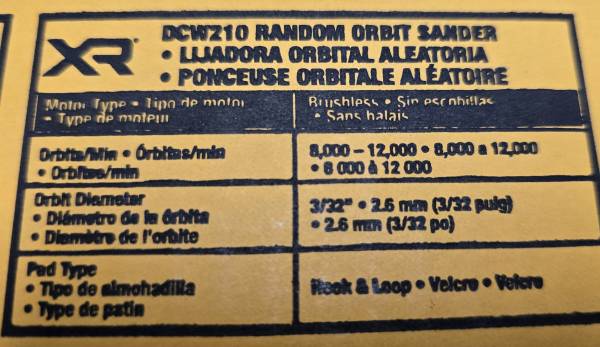 XR
DCW210 RANDOM ORBIT SANDER
• LIJADORA ORBITAL ALEATORIA
• PONCEUSE ORBITALE ALÉATOIRE
Motor Type • Tipo de motor
• Type de moteur
Brushless • Sin escobillas
• Sans balais
Orbits/Min • Órbitas/min
• Orbites/min
8,000 – 12,000 • 8,000 a 12,000
• 8 000 à 12 000
Orbit Diameter
• Diámetro de la órbita
• Diamètre de l'orbite
3/32" • 2.6 mm (3/32 pulg)
• 2.6 mm (3/32 po)
Pad Type
• Tipo de almohadilla
• Type de patin
Hook & Loop • Velcro • Velcro